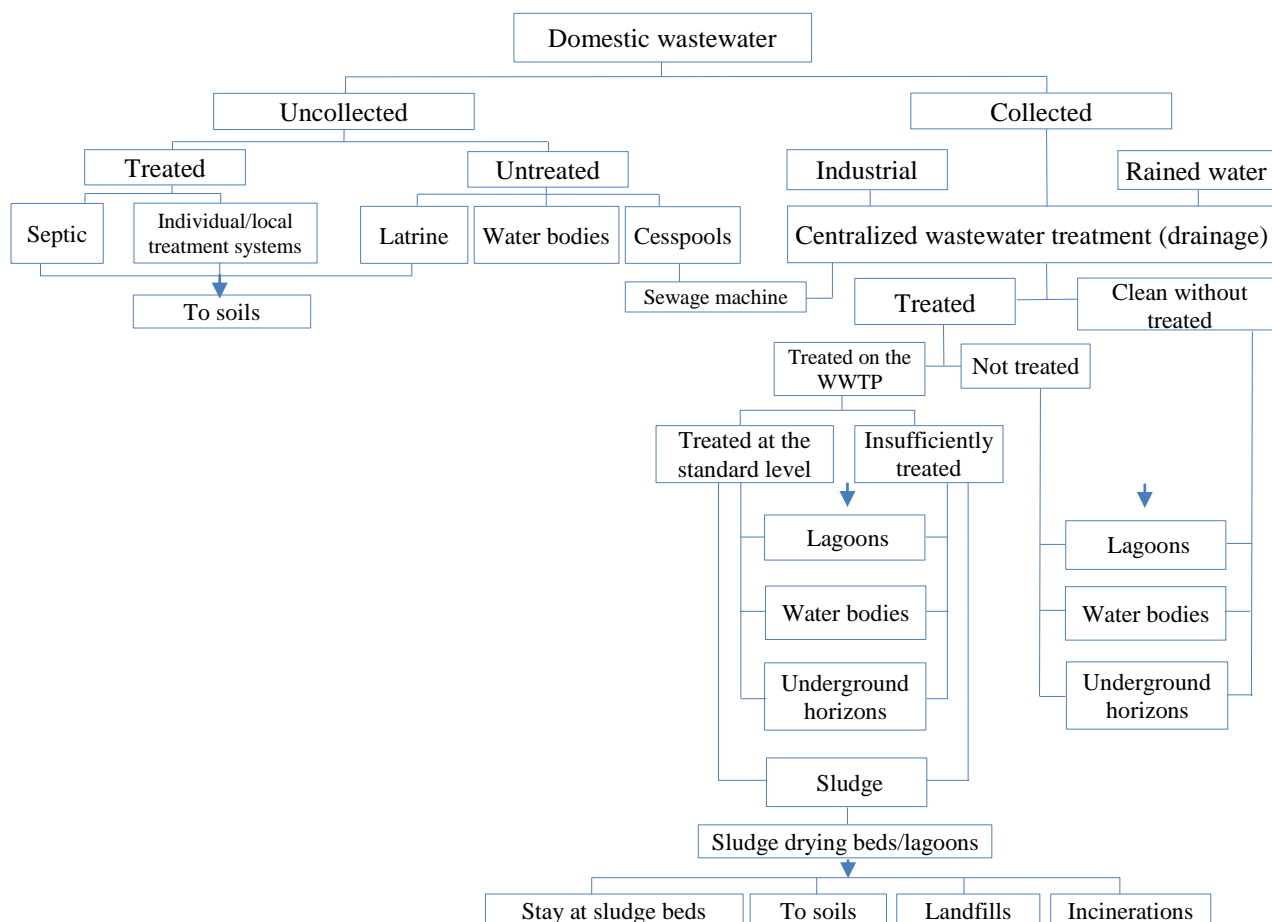 Domestic wastewater
Uncollected
Collected
Treated
Untreated
Industrial
Rained water
Septic
Individual/local
treatment systems
Latrine
Water bodies
Cesspools
Centralized wastewater treatment (drainage)
To soils
Sewage machine
Treated
Clean without
treated
Treated on the
WWTP
Not treated
Treated at the
standard level
Insufficiently
treated
Lagoons
Lagoons
Water bodies
Water bodies
Underground
horizons
Underground
horizons
Sludge
Sludge drying beds/lagoons
Stay at sludge beds
To soils
Landfills
Incinerations